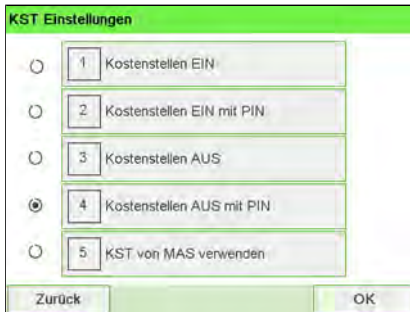 KST Einstellungen
1 Kostenstellen EIN
2 Kostenstellen EIN mit PIN
3 Kostenstellen AUS
4 Kostenstellen AUS mit PIN
5 KST von MAS verwenden
Zurück OK